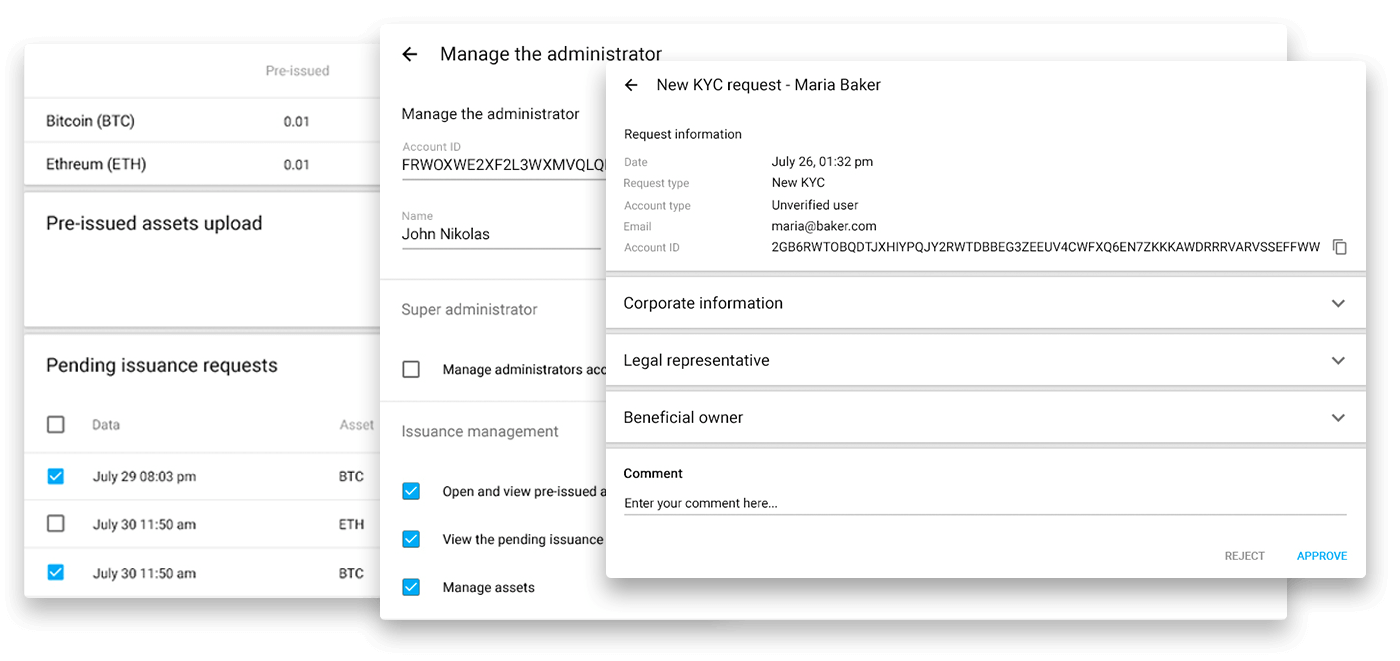 Pre-issued
Bitcoin (BTC) 0.01
Ethreum (ETH) 0.01
Pre-issued assets upload
Pending issuance requests
Data Asset
July 29 08:03 pm BTC
July 30 11:50 am ETH
July 30 11:50 am BTC
Manage the administrator
Manage the administrator
Account ID
FRWOXWE2XF2L3WXMVQLQ
Name
John Nikolas
Super administrator
Manage administrators
Issuance management
Open and view pre-issued
View the pending issuance
Manage assets
New KYC request - Maria Baker
Request information
Date July 26, 01:32 pm
Request type New KYC
Account type Unverified user
Email maria@baker.com
Account ID 2GB6RWTOBQDTJXHIYPQJY2RWTDBBEG3ZEEUV4CWFXQ6EN7ZKKKAWDRRRVARVSSEFFWW
Corporate information
Legal representative
Beneficial owner
Comment
Enter your comment here...
REJECT APPROVE